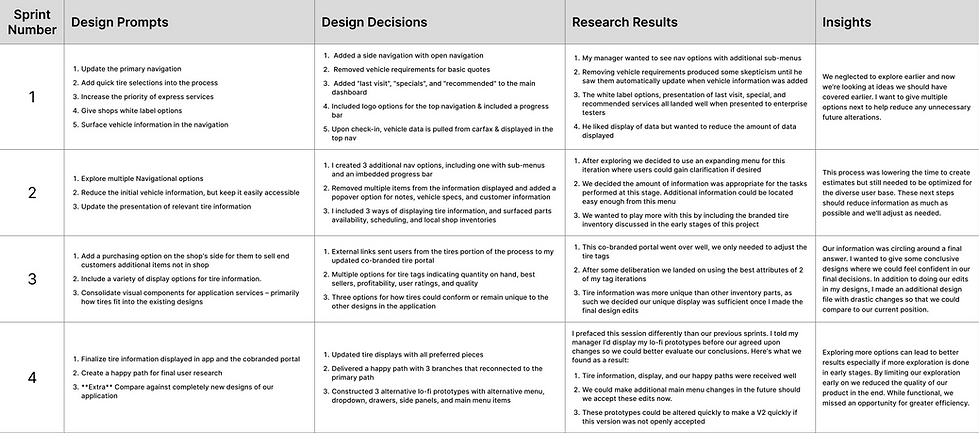 Sprint
Number
Design Prompts
Design Decisions
Research Results
Insights
1
1. Update the primary navigation
2. Add quick tire selections into the process
3. Increase the priority of express services
4. Give shops white label options
5. Surface vehicle information in the navigation
1. Added a side navigation with open navigation
2. Removed vehicle requirements for basic quotes
3. Added "last visit", "specials", and "recommended" to the main
dashboard
4. Included logo options for the top navigation & included a progress
bar
5. Upon check-in, vehicle data is pulled from carfax & displayed in the
top nav
1. My manager wanted to see nav options with additional sub-menus
2. Removing vehicle requirements produced some skepticism until he
saw them automatically update when vehicle information was added
3. The white label options, presentation of last visit, special, and
recommended services all landed well when presented to enterprise
testers
4. He liked display of data but wanted to reduce the amount of data
displayed
We neglected to explore earlier and now
we're looking at ideas we should have
covered earlier. I want to give multiple
options next to help reduce any unnecessary
future alterations.
2
1. Explore multiple Navigational options
2. Reduce the initial vehicle information, but keep it easily accessible
3. Update the presentation of relevant tire information
1. I created 3 additional nav options, including one with sub-menus
and an imbedded progress bar
2. Removed multiple items from the information displayed and added a
popover option for notes, vehicle specs, and customer information
3. I included 3 ways of displaying tire information, and surfaced parts
availability, scheduling, and local shop inventories
1. After exploring we decided to use an expanding menu for this
iteration where users could gain clarification if desired
2. We decided the amount of information was appropriate for the tasks
performed at this stage. Additional information could be located
easy enough from this menu
3. We wanted to play more with this by including the branded tire
inventory discussed in the early stages of this project
This process was lowering the time to create
estimates but still needed to be optimized for
the diverse user base. These next steps
should reduce information as much as
possible and we'll adjust as needed.
3
1. Add a purchasing option on the shop's side for them to sell end
customers additional items not in shop
2. Include a variety of display options for tire information.
3. Consolidate visual components for application services – primarily
how tires fit into the existing designs
1. External links sent users from the tires portion of the process to my
updated co-branded tire portal
2. Multiple options for tire tags indicating quantity on hand, best
sellers, profitability, user ratings, and quality
3. Three options for how tires could conform or remain unique to the
other designs in the application
1. This co-branded portal went over well, we only needed to adjust the
tire tags
2. After some deliberation we landed on using the best attributes of 2
of my tag iterations
3. Tire information was more unique than other inventory parts, as
such we decided our unique display was sufficient once I made the
final design edits
Our information was circling around a final
answer. I wanted to give some conclusive
designs where we could feel confident in our
final decisions. In addition to doing our edits
in my designs, I made an additional design
file with drastic changes so that we could
compare to our current position.
4
1. Finalize tire information displayed in app and the cobranded portal
2. Create a happy path for final user research
3. **Extra** Compare against completely new designs of our
application
1. Updated tire displays with all preferred pieces
2. Delivered a happy path with 3 branches that reconnected to the
primary path
3. Constructed 3 alternative lo-fi prototypes with alternative menu,
dropdown, drawers, side panels, and main menu items
I prefaced this session differently than our previous sprints. I told my
manager I'd display my lo-fi prototypes before our agreed upon
changes so we could better evaluate our conclusions. Here's what we
found as a result:
1. Tire information, display, and our happy paths were received well
2. We could make additional main menu changes in the future should
we accept these edits now.
3. These prototypes could be altered quickly to make a V2 quickly if
this version was not openly accepted
Exploring more options can lead to better
results especially if more exploration is done
in early stages. By limiting our exploration
early on we reduced the quality of our
product in the end. While functional, we
missed an opportunity for greater efficiency.